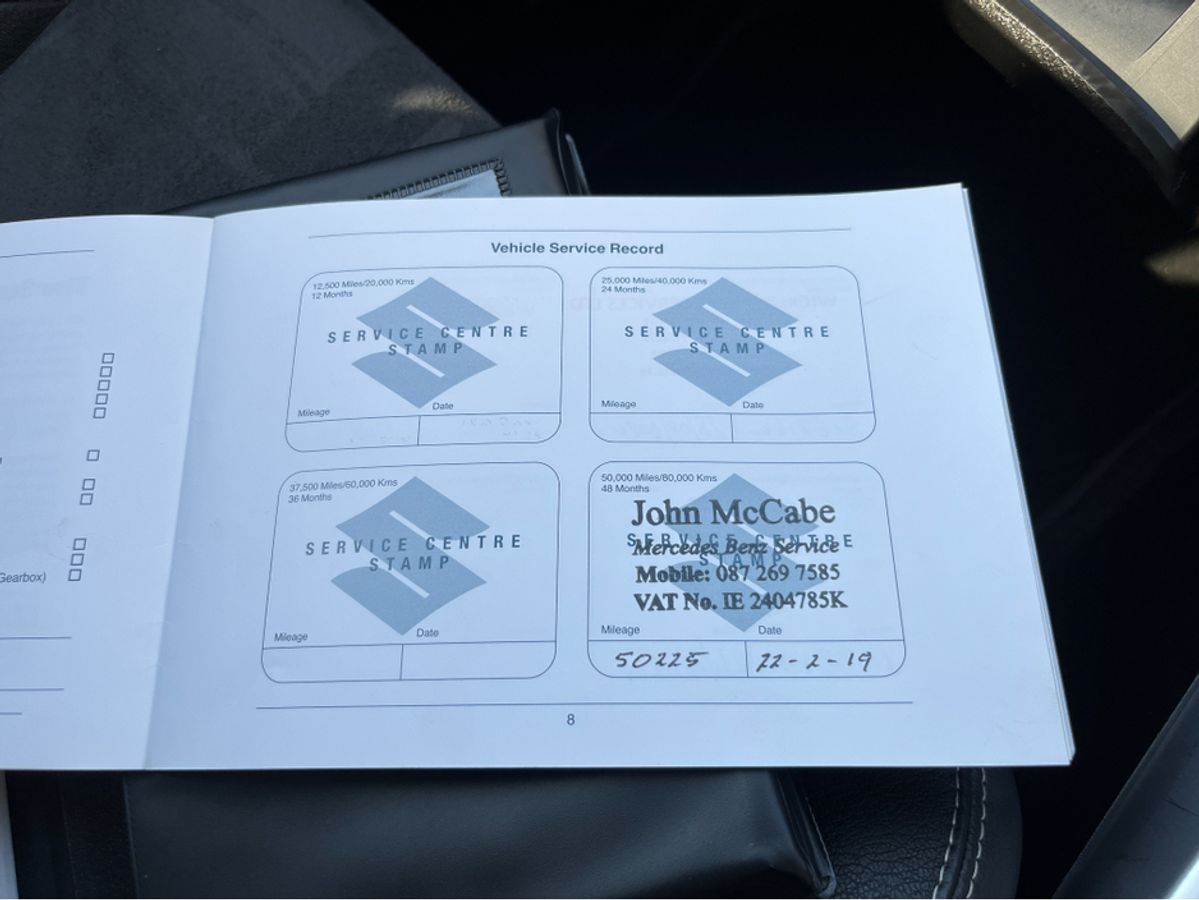 Vehicle Service Record
12,500 Miles/20,000 Kms
12 Months
SERVICE CENTRE
STAMP
Mileage
Date
25,000 Miles/40,000 Kms
24 Months
SERVICE CENTRE
STAMP
Mileage
Date
37,500 Miles/60,000 Kms
36 Months
SERVICE CENTRE
STAMP
Mileage
Date
50,000 Miles/80,000 Kms
48 Months
John McCabe
SERVICE CENTRE
Mercedes Benz Service
STAMP
Mobile: 087 269 7585
VAT No. IE 2404785K
Mileage
Date
50225
22-2-19
Gearbox)
8